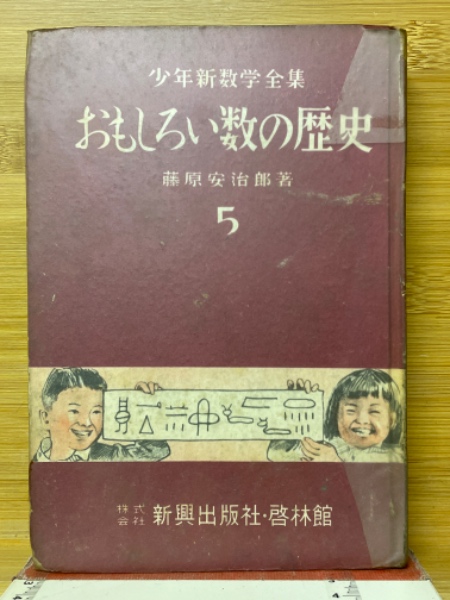 少年新数学全集
おもしろい数の歴史
藤原安治郎著
5
株式会社 新興出版社・啓林館